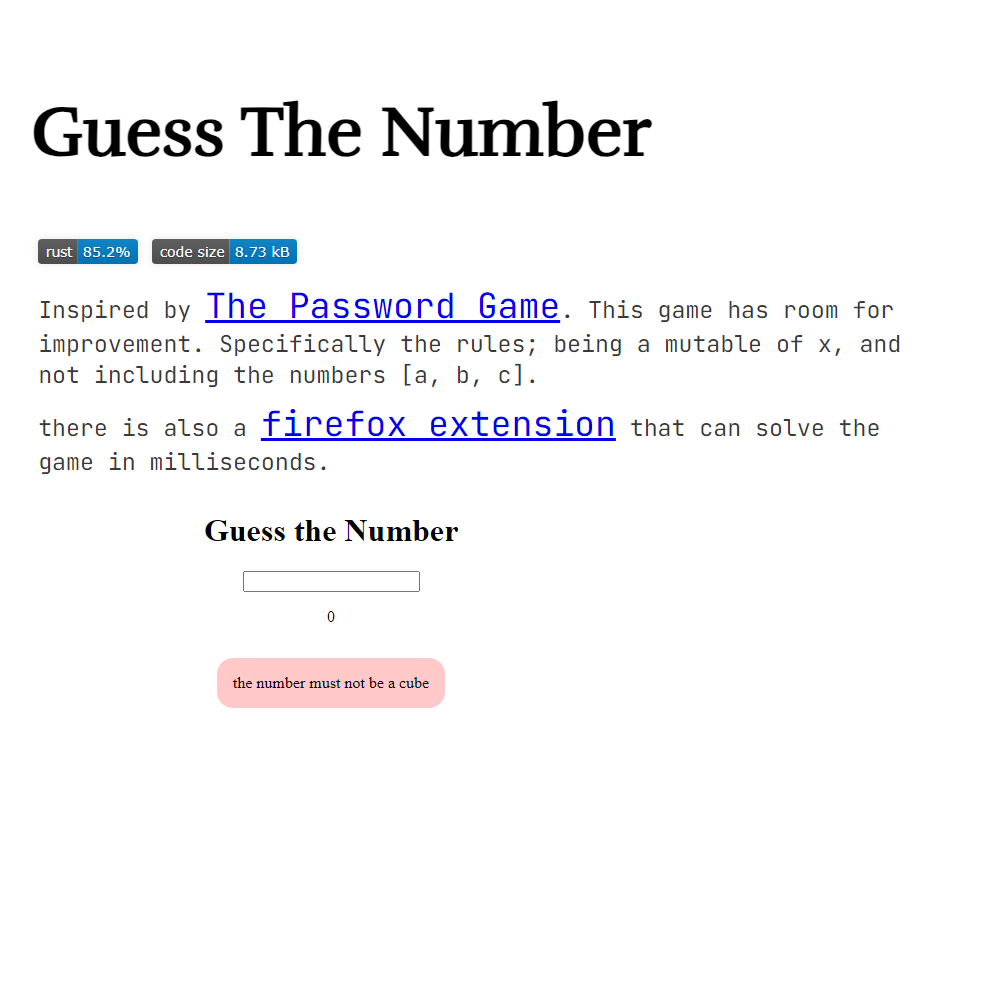 Guess The Number
rust 85.2% code size 8.73 kB
Inspired by The Password Game. This game has room for
improvement. Specifically the rules; being a mutable of x, and
not including the numbers [a, b, c].
there is also a firefox extension that can solve the
game in milliseconds.
Guess the Number
0
the number must not be a cube